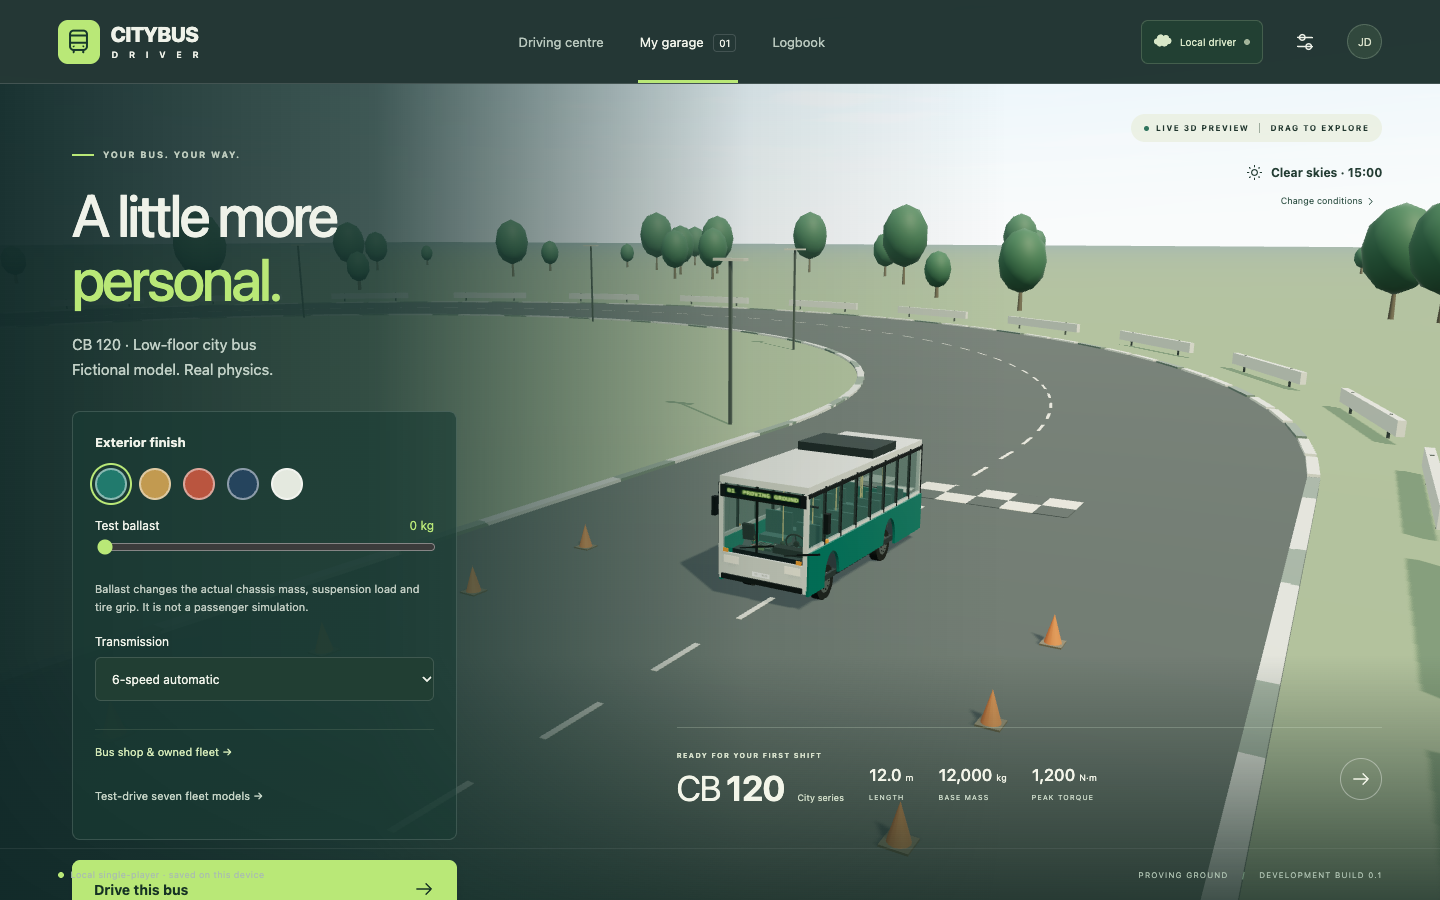 CITYBUS
DRIVER
Driving centre
My garage 01
Logbook
Local driver
JD
LIVE 3D PREVIEW | DRAG TO EXPLORE
Clear skies · 15:00
Change conditions
YOUR BUS. YOUR WAY.
A little more
personal.
CB 120 · Low-floor city bus
Fictional model. Real physics.
Exterior finish
Test ballast 0 kg
Ballast changes the actual chassis mass, suspension load and
tire grip. It is not a passenger simulation.
Transmission
6-speed automatic
Bus shop & owned fleet →
Test-drive seven fleet models →
Drive this bus →
01 PROVING GROUND
READY FOR YOUR FIRST SHIFT
CB 120 City series
12.0 m
LENGTH
12,000 kg
BASE MASS
1,200 N·m
PEAK TORQUE
Local single-player · saved on this device
PROVING GROUND / DEVELOPMENT BUILD 0.1